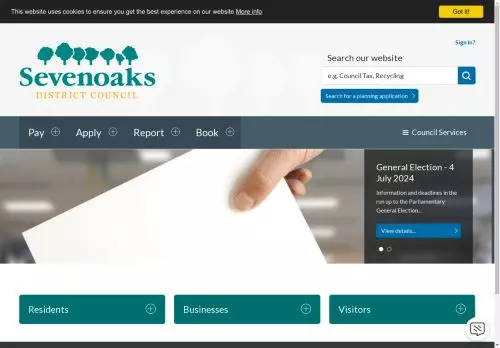 This website uses cookies to ensure you get the best experience on our website More info
Got it!
Sign in?
Sevenoaks
DISTRICT COUNCIL
Search our website
e.g. Council Tax, Recycling
Search for a planning application
Pay
Apply
Report
Book
Council Services
General Election - 4
July 2024
Information and deadlines in the
run up to the Parliamentary
General Election...
View details...
Residents
Businesses
Visitors